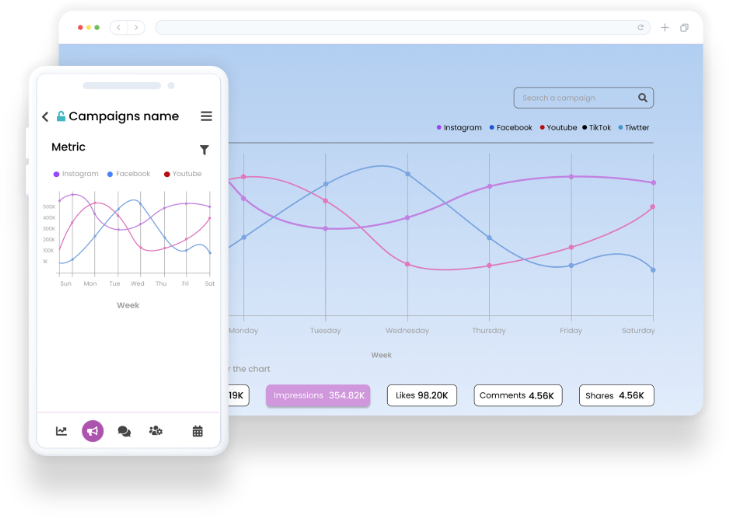 Campaigns name
Metric
Instagram Facebook Youtube
500K
400K
300K
200K
100K
1K
Sun Mon Tue Wed Thu Fri Sat
Week
Search a campaign
Instagram Facebook Youtube TikTok Tiwtter
Monday Tuesday Wednesday Thursday Friday Saturday
Week
the chart
19K
Impressions 354.82K
Likes 98.20K
Comments 4.56K
Shares 4.56K